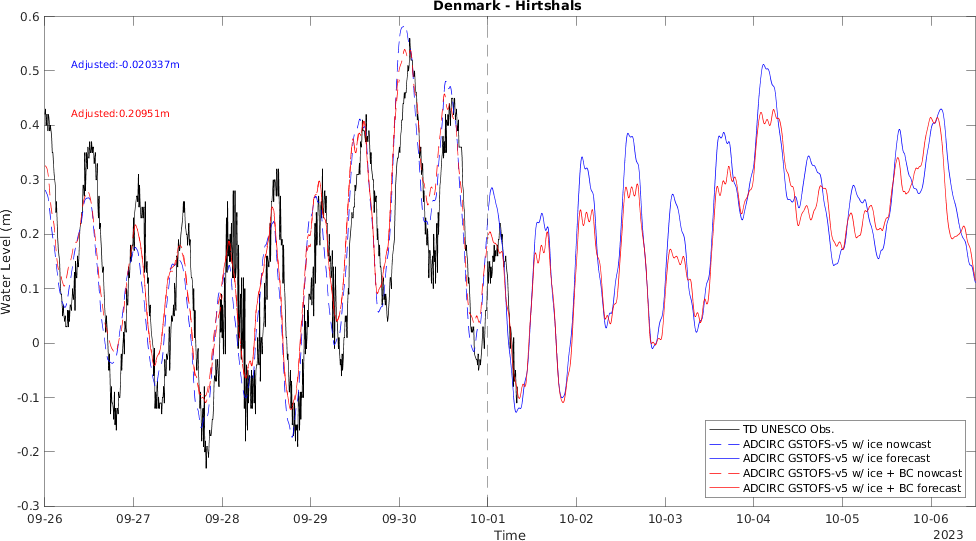 Denmark - Hirtshals
0.6
0.5
0.4
0.3
0.2
0.1
0
-0.1
-0.2
-0.3
Water Level (m)
Adjusted:-0.020337m
Adjusted:0.20951m
TD UNESCO Obs.
ADCIRC GSTOFS-v5 w/ ice nowcast
ADCIRC GSTOFS-v5 w/ ice forecast
ADCIRC GSTOFS-v5 w/ ice + BC nowcast
ADCIRC GSTOFS-v5 w/ ice + BC forecast
09-26 09-27 09-28 09-29 09-30 10-01 10-02 10-03 10-04 10-05 10-06
Time
2023